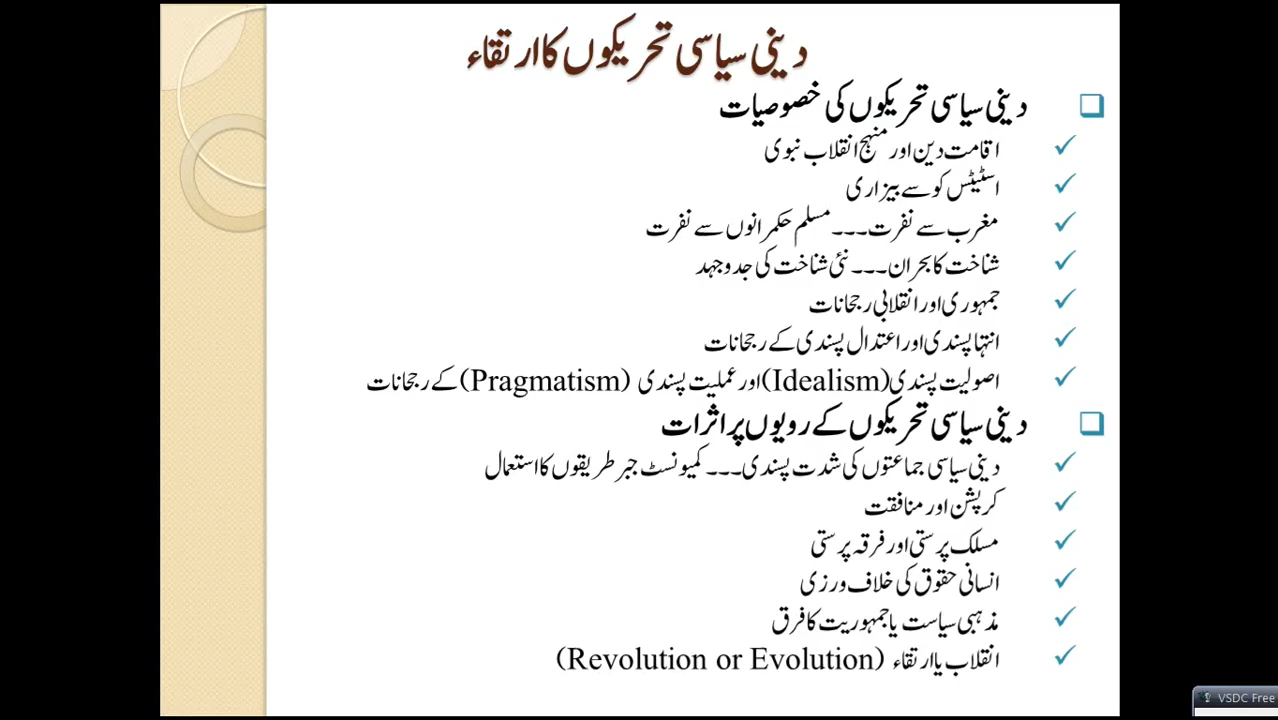 دینی سیاسی تحریکوں کا ارتقاء
دینی سیاسی تحریکوں کی خصوصیات
اقامت دین اور منہج انقلاب نبوی
اسٹیٹس کو سے بیزاری
مغرب سے نفرت۔۔۔مسلم حکمرانوں سے نفرت
شناخت کا بحران۔۔۔نئی شناخت کی جدوجہد
جمہوری اور انقلابی رجحانات
انتہا پسندی اور اعتدال پسندی کے رجحانات
اصولیت پسندی (Idealism) اور عملیت پسندی (Pragmatism) کے رجحانات
دینی سیاسی تحریکوں کے رویوں پر اثرات
دینی سیاسی جماعتوں کی شدت پسندی۔۔۔کمیونسٹ جبر طریقوں کا استعمال
کرپشن اور منافقت
مسلک پرستی اور فرقہ پرستی
انسانی حقوق کی خلاف ورزی
مذہبی سیاست یا جمہوریت کا فرق
انقلاب یا ارتقاء (Revolution or Evolution)
VSDC Free